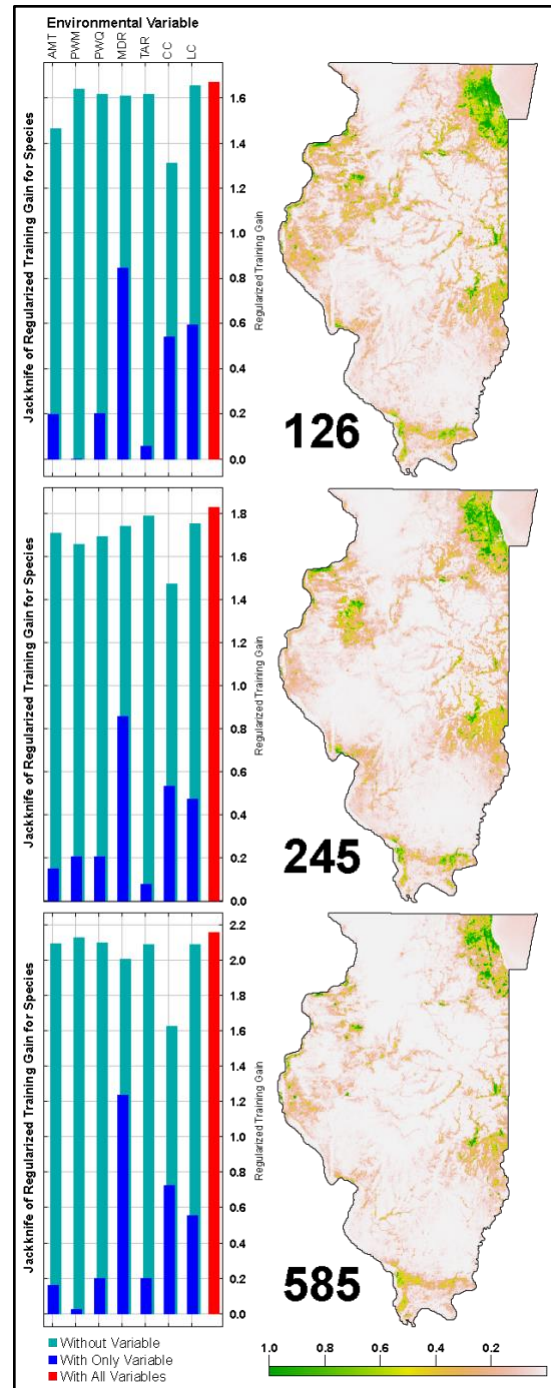 Environmental Variable
AMT
PWM
PWQ
MDR
TAR
CC
LC
Jackknife of Regularized Training Gain for Species
1.6
1.4
1.2
1.0
0.8
0.6
0.4
0.2
0.0
Regularized Training Gain
126
Jackknife of Regularized Training Gain for Species
1.8
1.6
1.4
1.2
1.0
0.8
0.6
0.4
0.2
0.0
Regularized Training Gain
245
Jackknife of Regularized Training Gain for Species
2.2
2.0
1.8
1.6
1.4
1.2
1.0
0.8
0.6
0.4
0.2
0.0
Regularized Training Gain
585
Without Variable
With Only Variable
With All Variables
1.0 0.8 0.6 0.4 0.2